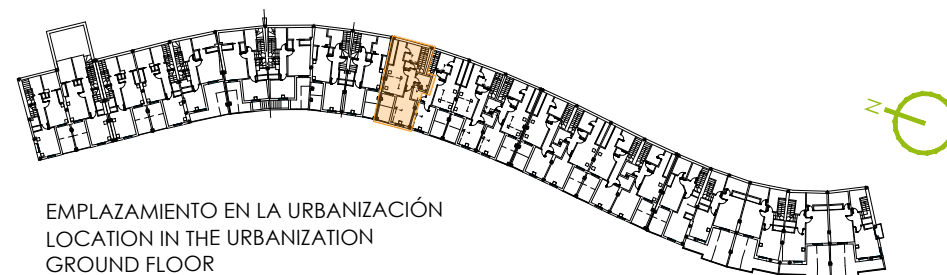 EMPLAZAMIENTO EN LA URBANIZACIÓN
LOCATION IN THE URBANIZATION
GROUND FLOOR
N